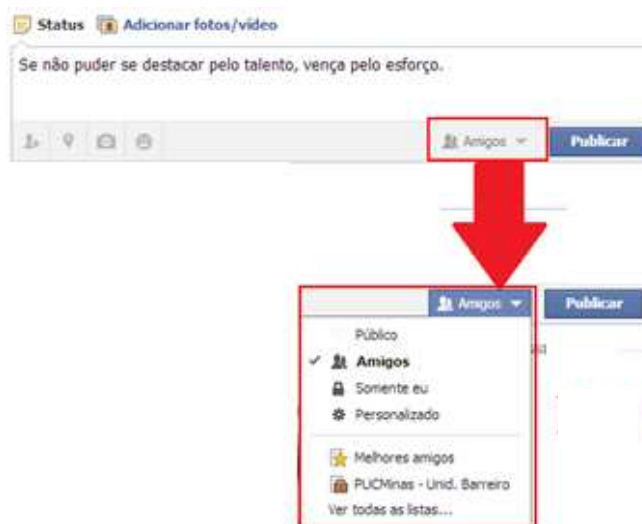 Status Adicionar fotos/vídeo
Se não puder se destacar pelo talento, vença pelo esforço.
Amigos Publicar
Amigos Publicar
Público
Amigos
Somente eu
Personalizado
Melhores amigos
PUCMinas - Unid. Barreiro
Ver todas as listas...